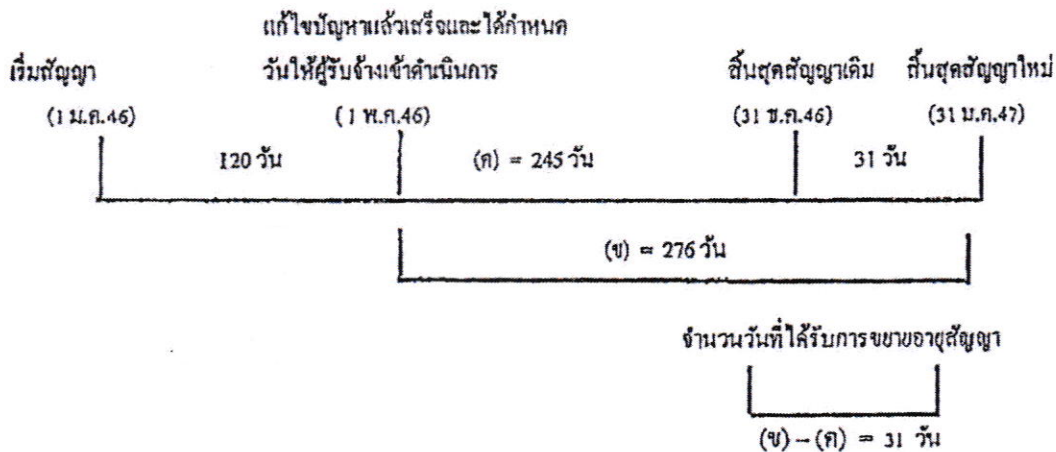 แก้ไขปัญหาแล้วเสร็จและได้กำหนด
เริ่มสัญญา วันให้ผู้รับจ้างเข้าดำเนินการ สิ้นสุดสัญญาเดิม สิ้นสุดสัญญาใหม่
(1 ม.ค.46) (1 พ.ค.46) (31 ธ.ค.46) (31 ม.ค.47)
120 วัน (ค) = 245 วัน 31 วัน
(ข) = 276 วัน
จำนวนวันที่ได้รับการขยายอายุสัญญา
(ข) – (ค) = 31 วัน